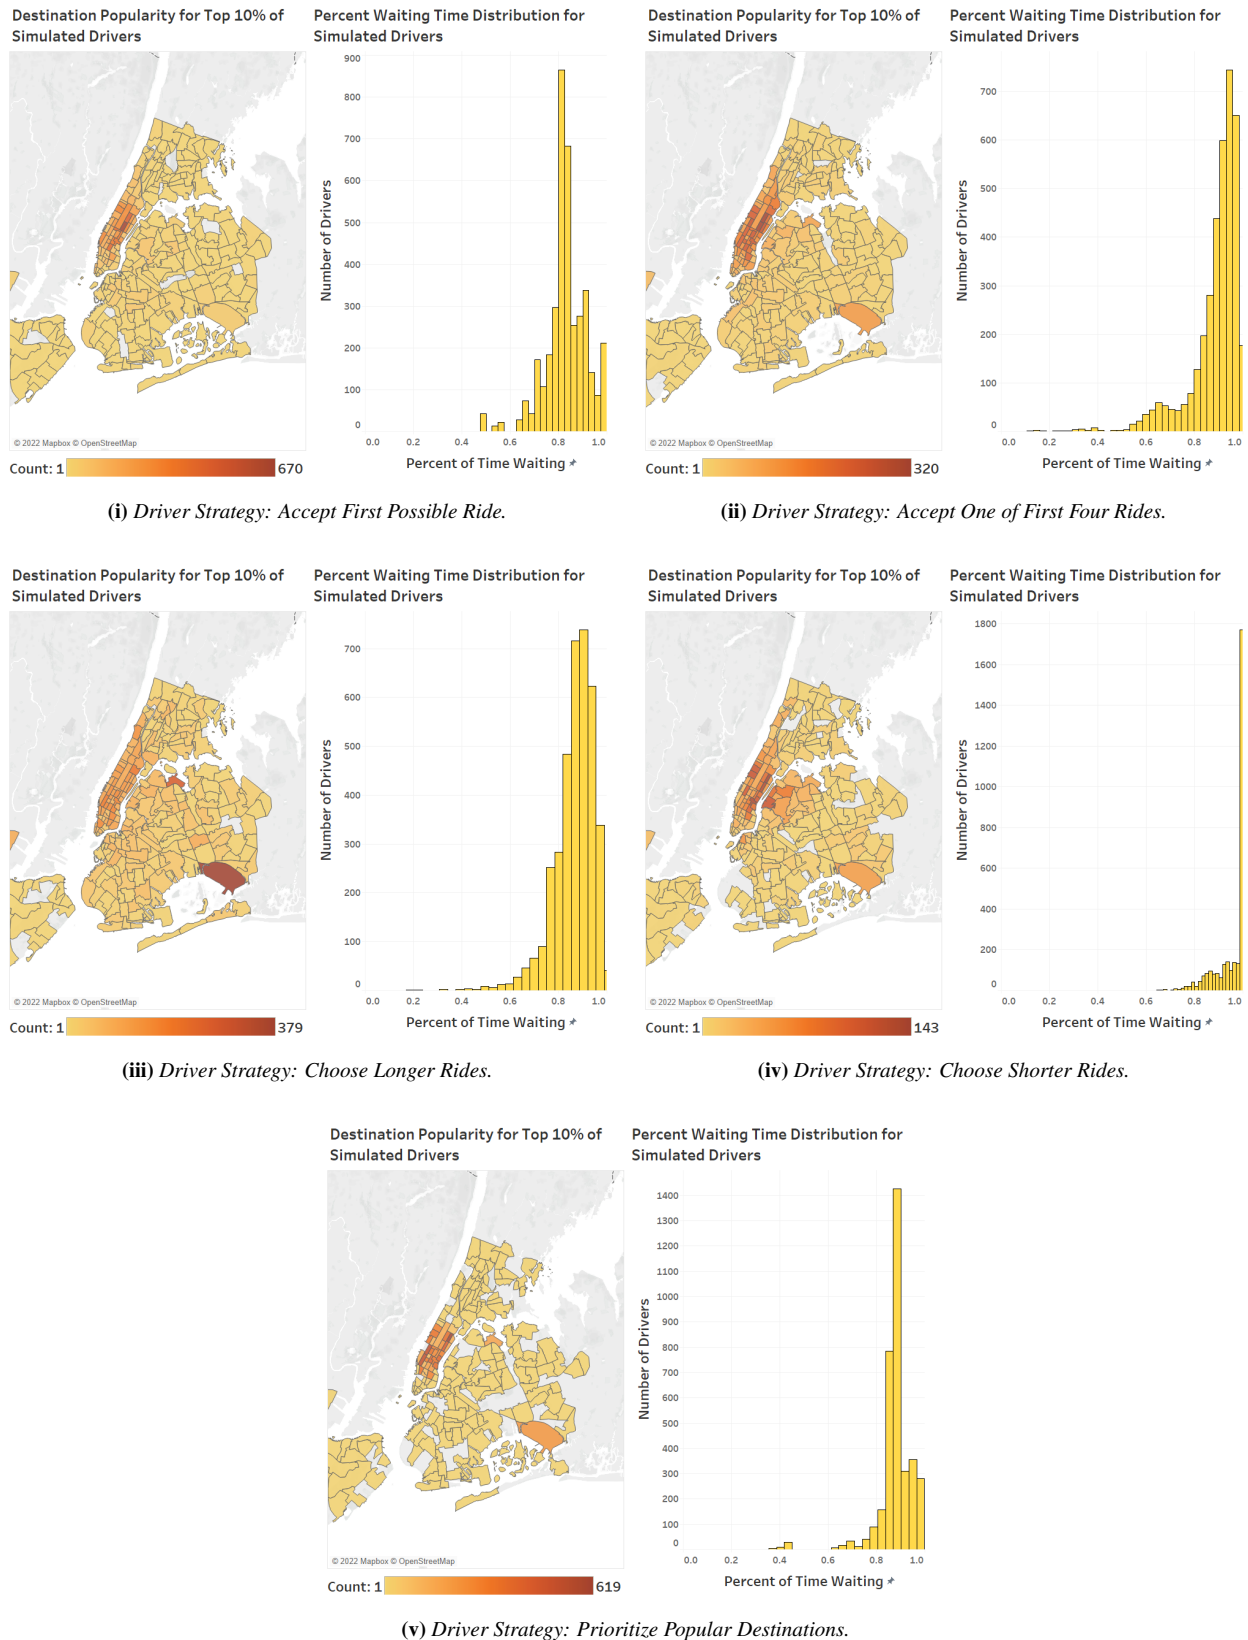 Destination Popularity for Top 10% of
Simulated Drivers
Percent Waiting Time Distribution for
Simulated Drivers
Number of Drivers
900
800
700
600
500
400
300
200
100
0
0.0 0.2 0.4 0.6 0.8 1.0
Percent of Time Waiting
© 2022 Mapbox © OpenStreetMap
Count: 1 670
(i) Driver Strategy: Accept First Possible Ride.
Destination Popularity for Top 10% of
Simulated Drivers
Percent Waiting Time Distribution for
Simulated Drivers
Number of Drivers
700
600
500
400
300
200
100
0
0.0 0.2 0.4 0.6 0.8 1.0
Percent of Time Waiting
© 2022 Mapbox © OpenStreetMap
Count: 1 320
(ii) Driver Strategy: Accept One of First Four Rides.
Destination Popularity for Top 10% of
Simulated Drivers
Percent Waiting Time Distribution for
Simulated Drivers
Number of Drivers
700
600
500
400
300
200
100
0
0.0 0.2 0.4 0.6 0.8 1.0
Percent of Time Waiting
© 2022 Mapbox © OpenStreetMap
Count: 1 379
(iii) Driver Strategy: Choose Longer Rides.
Destination Popularity for Top 10% of
Simulated Drivers
Percent Waiting Time Distribution for
Simulated Drivers
Number of Drivers
1800
1600
1400
1200
1000
800
600
400
200
0
0.0 0.2 0.4 0.6 0.8 1.0
Percent of Time Waiting
© 2022 Mapbox © OpenStreetMap
Count: 1 143
(iv) Driver Strategy: Choose Shorter Rides.
Destination Popularity for Top 10% of
Simulated Drivers
Percent Waiting Time Distribution for
Simulated Drivers
Number of Drivers
1400
1300
1200
1100
1000
900
800
700
600
500
400
300
200
100
0
0.0 0.2 0.4 0.6 0.8 1.0
Percent of Time Waiting
© 2022 Mapbox © OpenStreetMap
Count: 1 619
(v) Driver Strategy: Prioritize Popular Destinations.